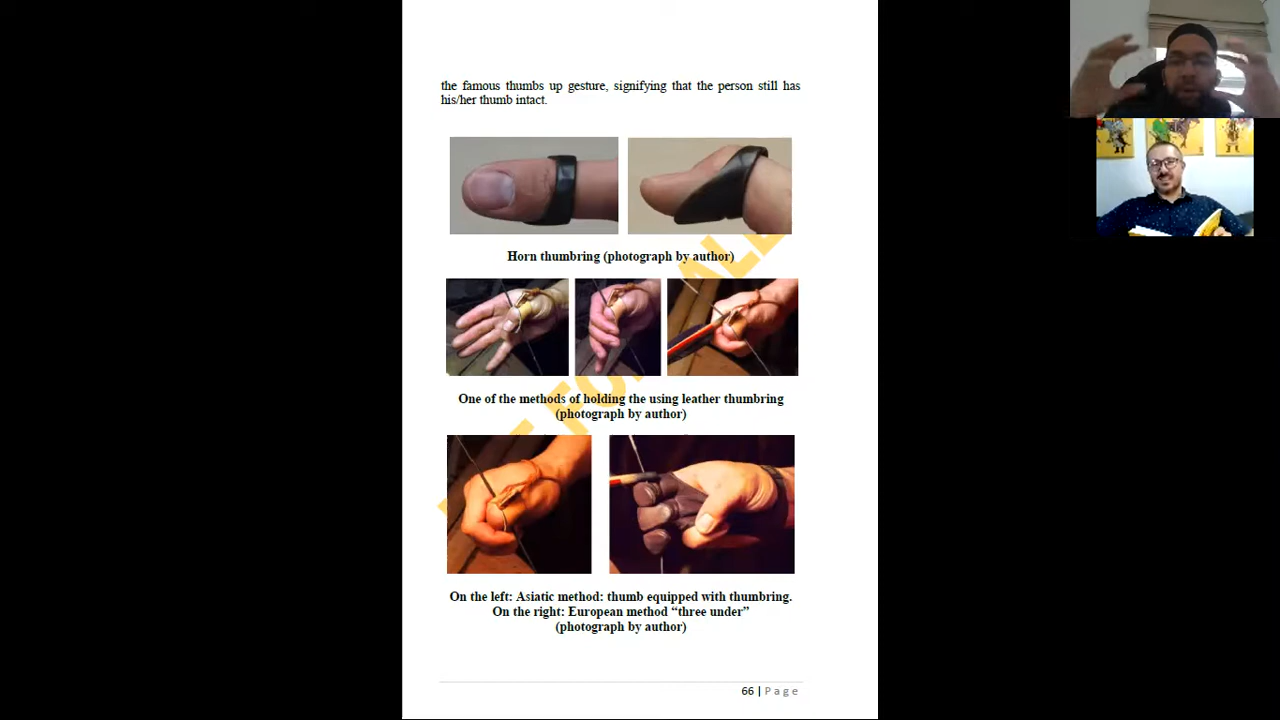 the famous thumbs up gesture, signifying that the person still has
his/her thumb intact.
Horn thumbring (photograph by author)
One of the methods of holding the using leather thumbring
(photograph by author)
On the left: Asiatic method: thumb equipped with thumbring.
On the right: European method “three under”
(photograph by author)
66 | P a g e